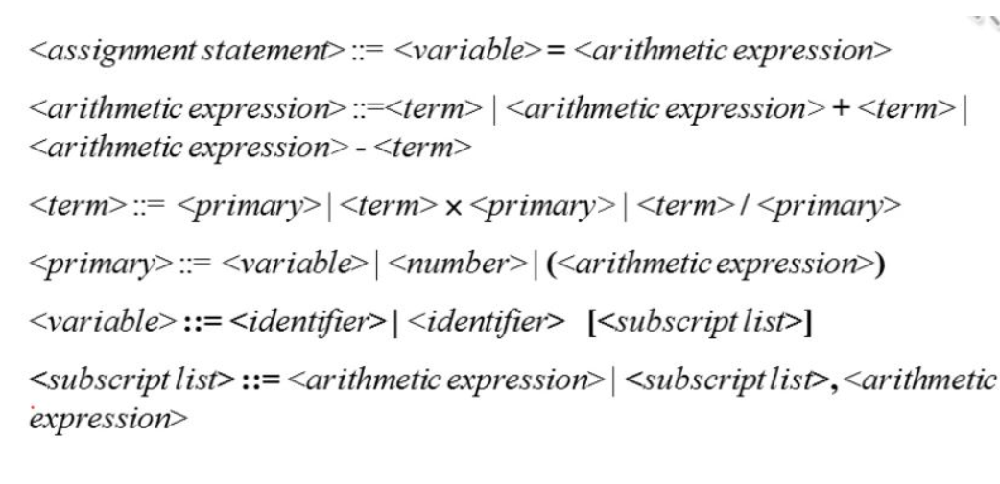 <assignment statement> ::= <variable> = <arithmetic expression>
<arithmetic expression> ::=<term> | <arithmetic expression> + <term> |
<arithmetic expression> - <term>
<term> ::= <primary> | <term> × <primary> | <term> / <primary>
<primary> ::= <variable> | <number> | (<arithmetic expression>)
<variable> ::= <identifier> | <identifier> [<subscript list>]
<subscript list> ::= <arithmetic expression> | <subscript list>, <arithmetic
expression>